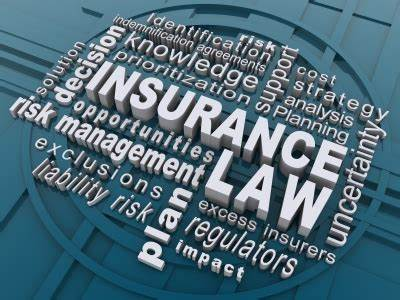 identification
risk
indemnification agreements
knowledge
support
cost
solution
decision
prioritization
strategy
analysis
Planning
INSURANCE
LAW
opportunities
risk management
uncertainty
exclusions
liability risk
plan
excess insurers
regulators
impact